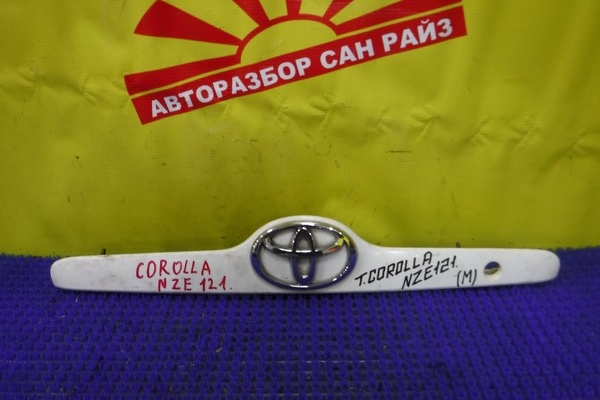 АВТОРАЗБОР САН РАЙЗ
COROLLA
NZE 121.
T.COROLLA
NZE121.
(M)